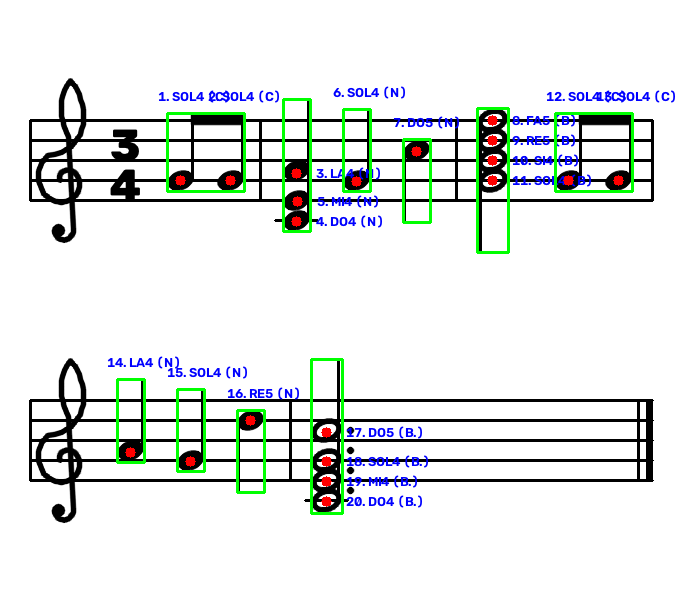 1. SOL4 (C) 2. SOL4 (C)
6. SOL4 (N)
12. SOL4 (C) 13. SOL4 (C)
7. DO5 (N)
8. FA5 (B)
3
4
9. RE5 (B)
10. SI4 (B)
3. LA4 (N)
11. SOL4 (B)
5. MI4 (N)
4. DO4 (N)
14. LA4 (N)
15. SOL4 (N)
16. RE5 (N)
17. DO5 (B.)
18. SOL4 (B.)
19. MI4 (B.)
20. DO4 (B.)